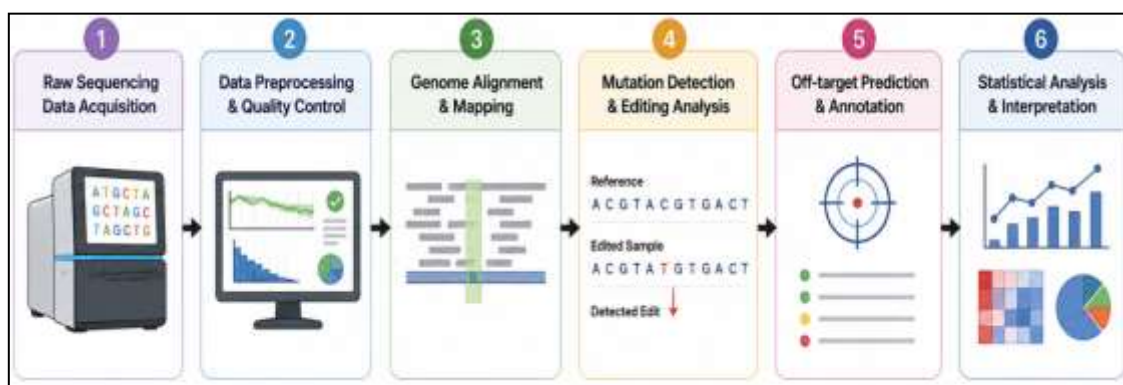 1
Raw Sequencing
Data Acquisition
ATGCTA
GCTAGC
TAGCTG
2
Data Preprocessing
& Quality Control
3
Genome Alignment
& Mapping
4
Mutation Detection
& Editing Analysis
Reference
ACGTACGTGACT
Edited Sample
ACGTATGTGACT
Detected Edit
5
Off-target Prediction
& Annotation
6
Statistical Analysis
& Interpretation